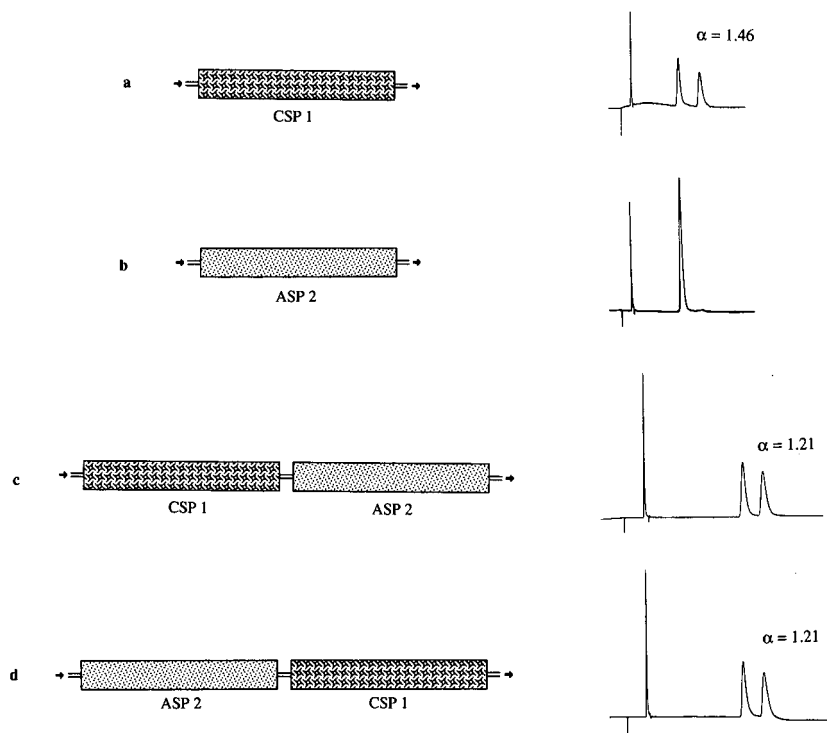 α = 1.46
a
CSP 1
b
ASP 2
α = 1.21
c
CSP 1 ASP 2
α = 1.21
d
ASP 2 CSP 1